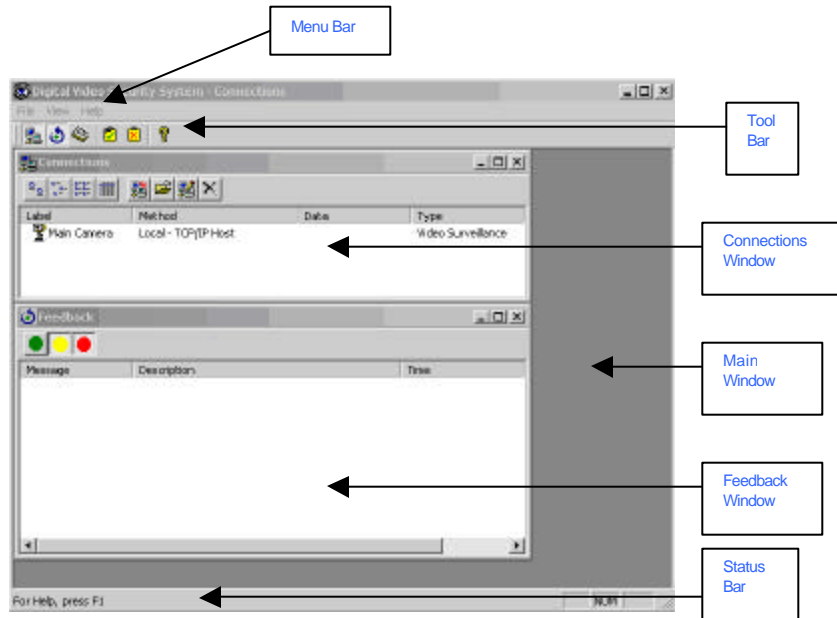 Menu Bar
Digital Video Security System - Connections
File View Help
Tool
Bar
Connections
Label Method Data Type
Main Camera Local - TCP/IP Host Video Surveillance
Connections
Window
Feedback
Message Description Time
Main
Window
Feedback
Window
Status
Bar
For Help, press F1
NUM